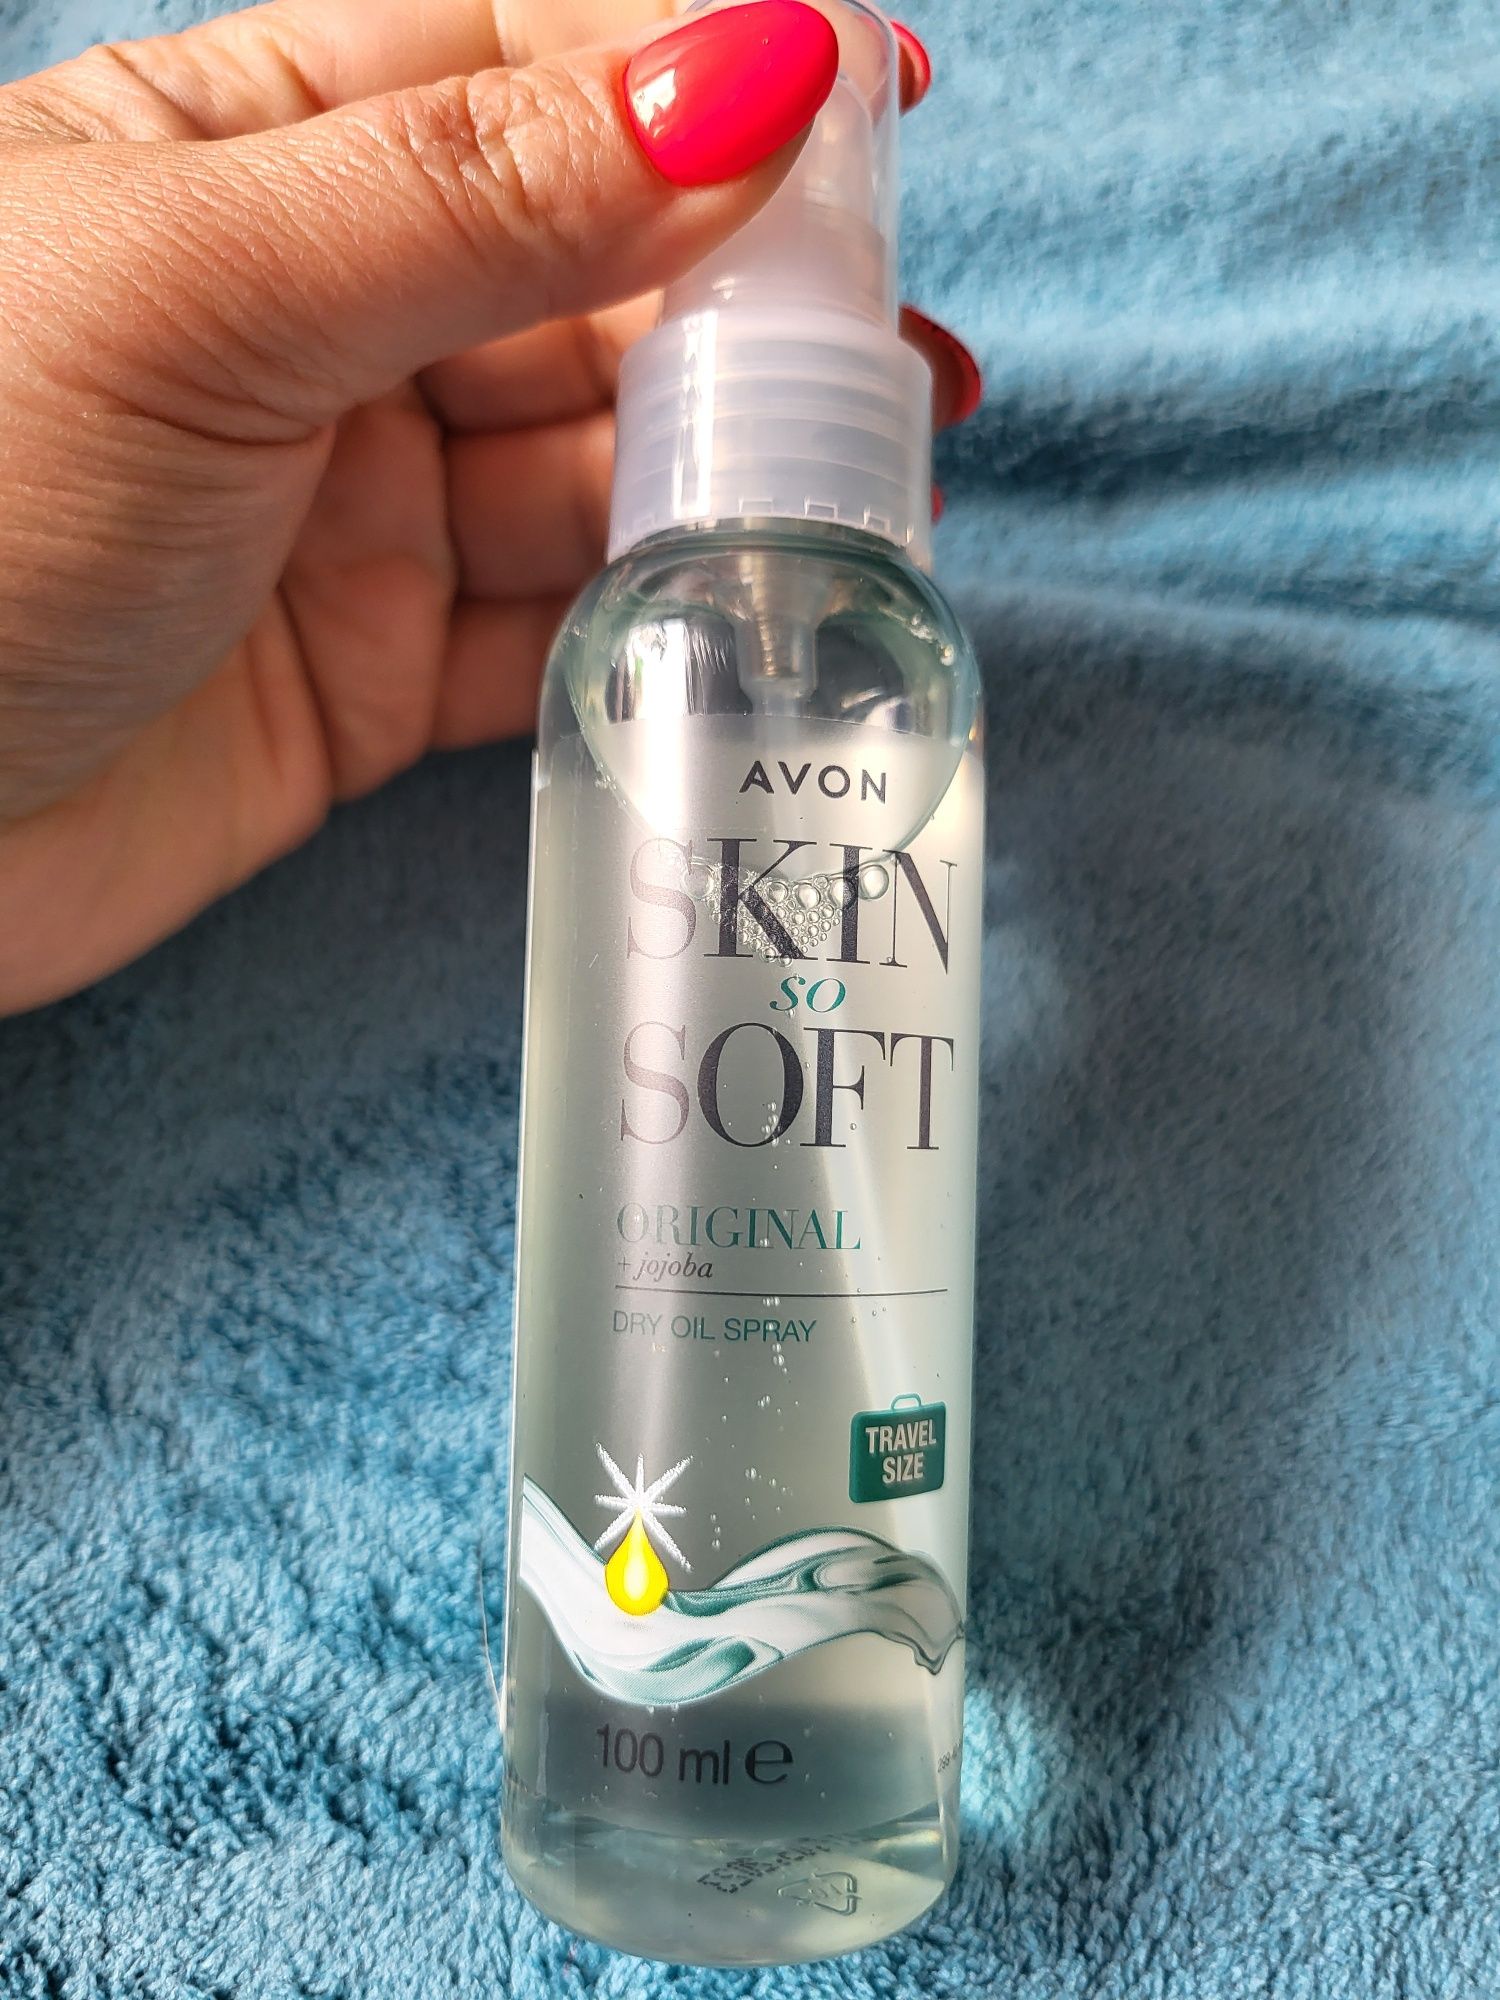 AVON
SKIN
so
SOFT
ORIGINAL
+ jojoba
DRY OIL SPRAY
TRAVEL
SIZE
100 ml e